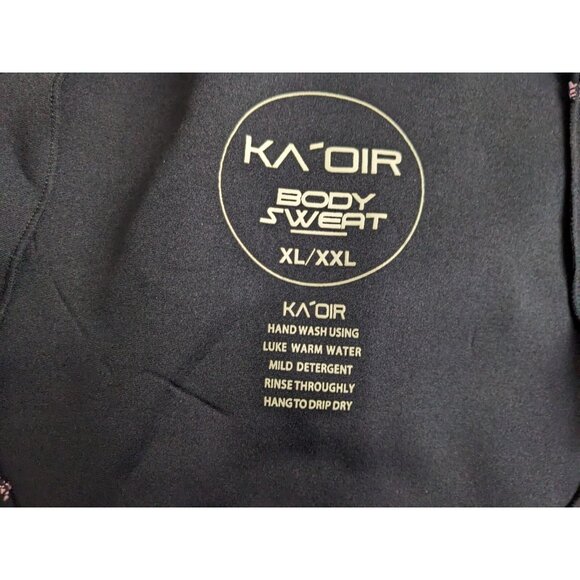 KA´OIR
BODY
SWEAT
XL/XXL
KA´OIR
HAND WASH USING
LUKE WARM WATER
MILD DETERGENT
RINSE THROUGHLY
HANG TO DRIP DRY